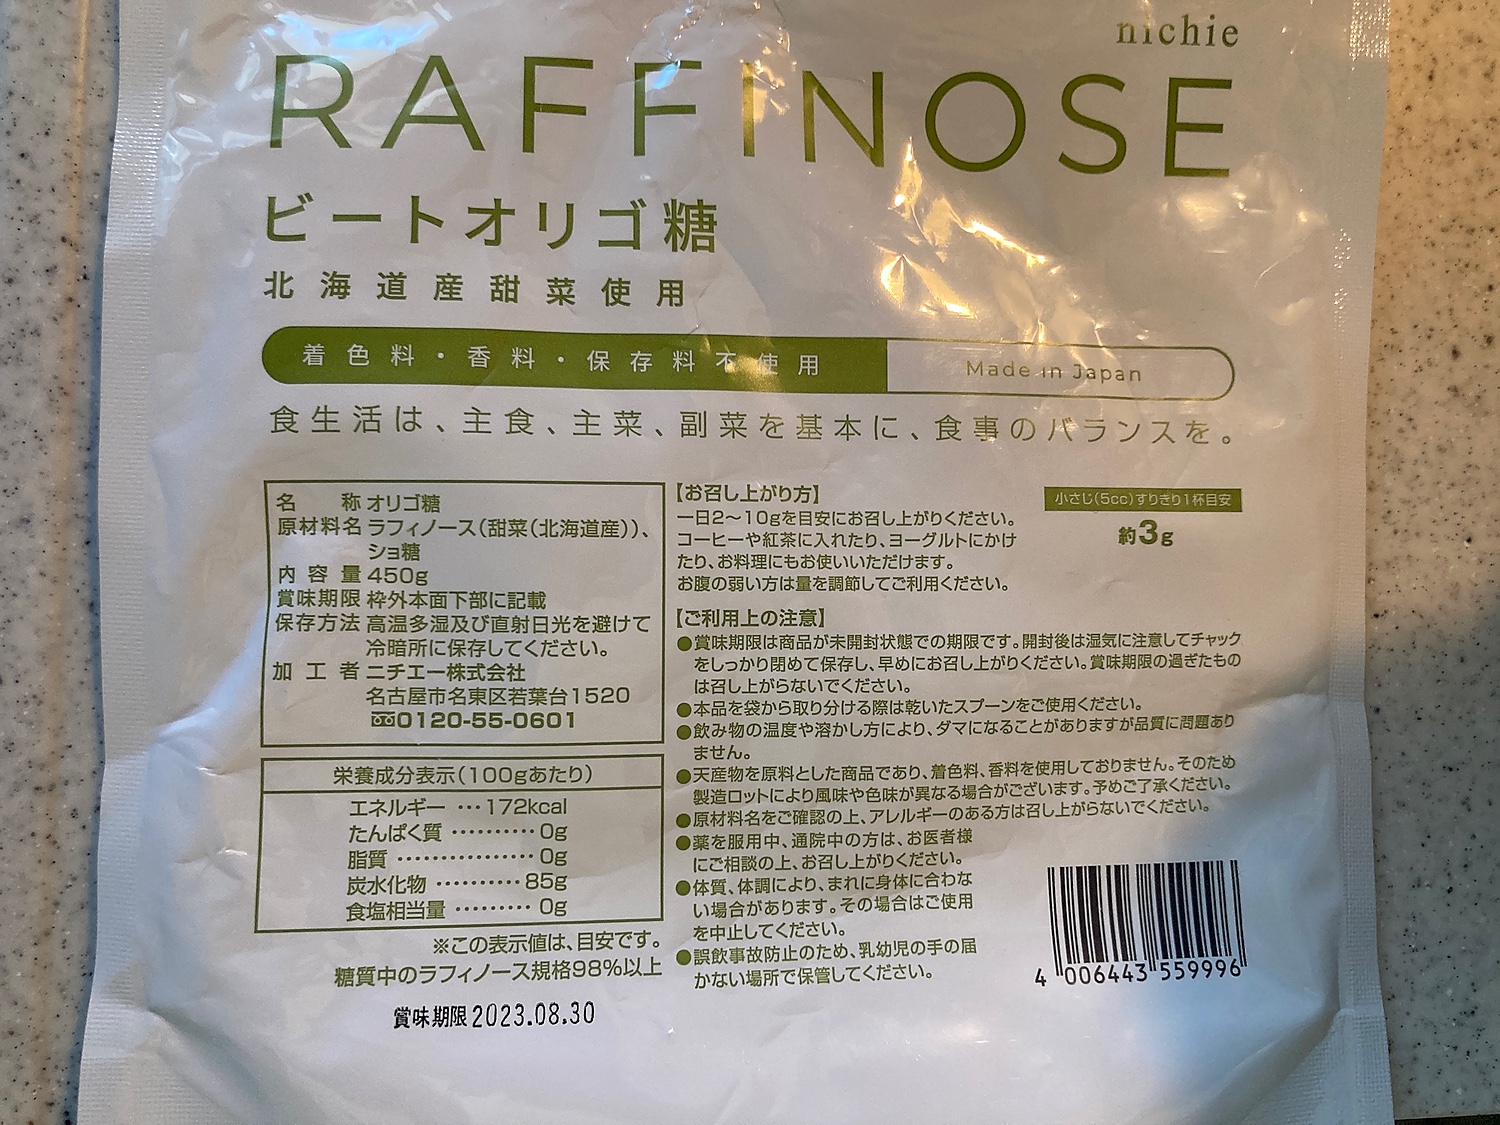 nichie
RAFFINOSE
ビートオリゴ糖
北海道産甜菜使用
着色料・香料・保存料不使用
Made in Japan
食生活は、主食、主菜、副菜を基本に、食事のバランスを。
名称 オリゴ糖
原材料名 ラフィノース(甜菜(北海道産))、
ショ糖
内容量 450g
賞味期限 枠外本面下部に記載
保存方法 高温多湿及び直射日光を避けて
冷暗所に保存してください。
加工者 ニチエー株式会社
名古屋市名東区若葉台1520
0120-55-0601
栄養成分表示(100gあたり)
エネルギー …172kcal
たんぱく質 ………0g
脂質 ……………0g
炭水化物 ………85g
食塩相当量 ………0g
※この表示値は、目安です。
糖質中のラフィノース規格98%以上
賞味期限 2023.08.30
【お召し上がり方】
一日2〜10gを目安にお召し上がりください。
コーヒーや紅茶に入れたり、ヨーグルトにかけ
たり、お料理にもお使いいただけます。
お腹の弱い方は量を調節してご利用ください。
小さじ(5cc)すりきり1杯目安
約3g
【ご利用上の注意】
●賞味期限は商品が未開封状態での期限です。開封後は湿気に注意してチャック
をしっかり閉めて保存し、早めにお召し上がりください。賞味期限の過ぎたもの
は召し上がらないでください。
●本品を袋から取り分ける際は乾いたスプーンをご使用ください。
●飲み物の温度や溶かし方により、ダマになることがありますが品質に問題あり
ません。
●天産物を原料とした商品であり、着色料、香料を使用しておりません。そのため
製造ロットにより風味や色味が異なる場合がございます。予めご了承ください。
●原材料名をご確認の上、アレルギーのある方は召し上がらないでください。
●薬を服用中、通院中の方は、お医者様
にご相談の上、お召し上がりください。
●体質、体調により、まれに身体に合わな
い場合があります。その場合はご使用
を中止してください。
●誤飲事故防止のため、乳幼児の手の届
かない場所で保管してください。
4 006443 559996